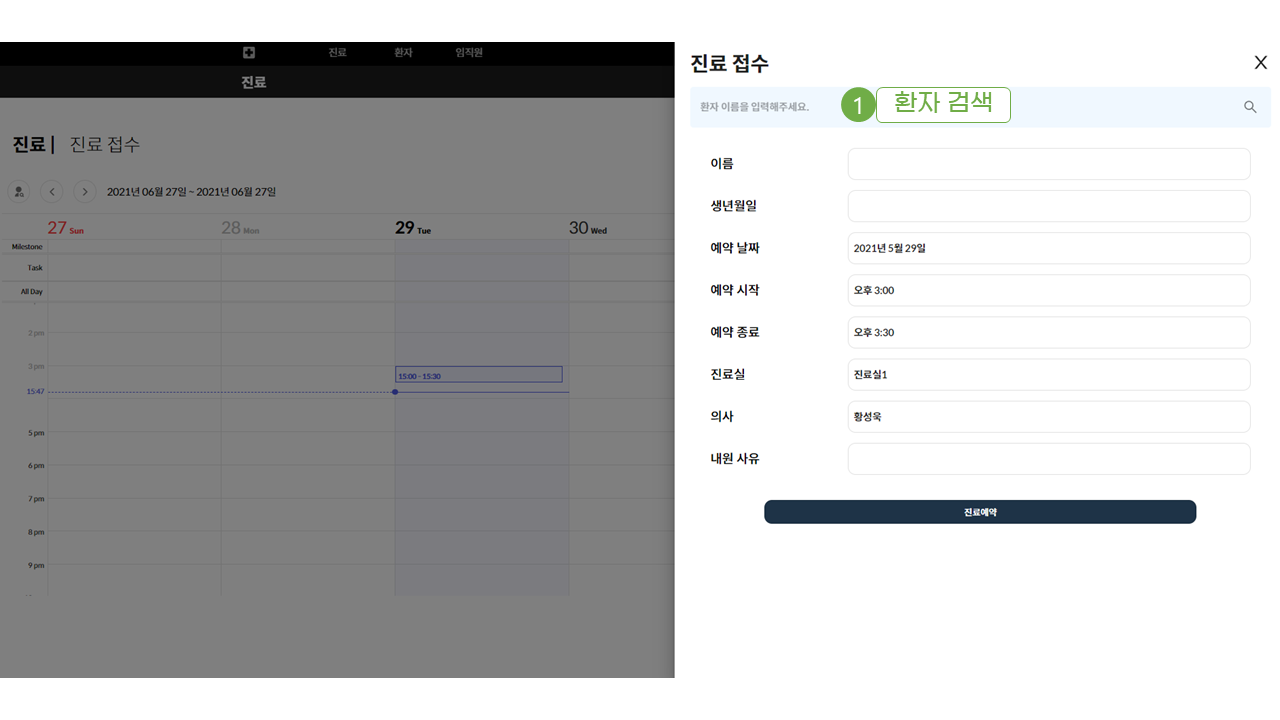 진료 환자 임직원
진료
진료 | 진료 접수
2021년 06월 27일 ~ 2021년 06월 27일
27 Sun 28 Mon 29 Tue 30 Wed
Milestone
Task
All Day
2 pm
3 pm
15:00 - 15:30
15:47
5 pm
6 pm
7 pm
8 pm
9 pm
진료 접수 X
환자 이름을 입력해주세요. 1 환자 검색
이름
생년월일
예약 날짜 2021년 5월 29일
예약 시작 오후 3:00
예약 종료 오후 3:30
진료실 진료실1
의사 황성욱
내원 사유
진료예약